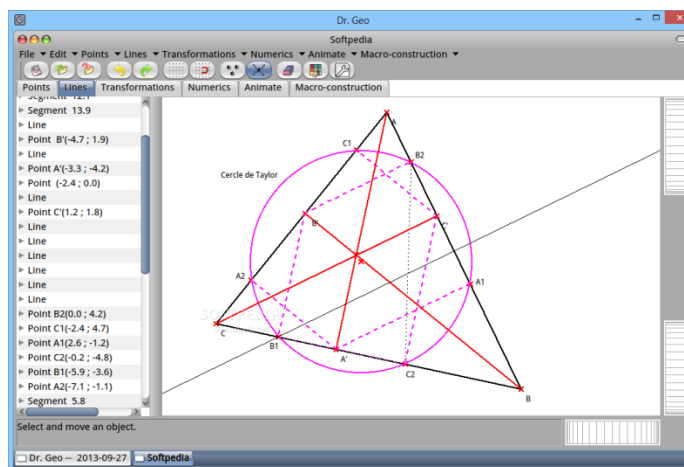 Dr. Geo
Softpedia
File Edit Points Lines Transformations Numerics Animate Macro-construction
Points Lines Transformations Numerics Animate Macro-construction
Segment 13.9
Line
Point B'(-4.7 ; 1.9)
Line
Point A'(-3.3 ; -4.2)
Point (-2.4 ; 0.0)
Line
Point C'(1.2 ; 1.8)
Line
Line
Line
Line
Line
Line
Point B2(0.0 ; 4.2)
Point C1(-2.4 ; 4.7)
Point A1(2.6 ; -1.2)
Point C2(-0.2 ; -4.8)
Point B1(-5.9 ; -3.6)
Point A2(-7.1 ; -1.1)
Segment 5.8
A
C1
B2
Cercle de Taylor
B'
C'
A2
A1
C
B1
A'
C2
B
Select and move an object.
Dr. Geo -- 2013-09-27 Softpedia